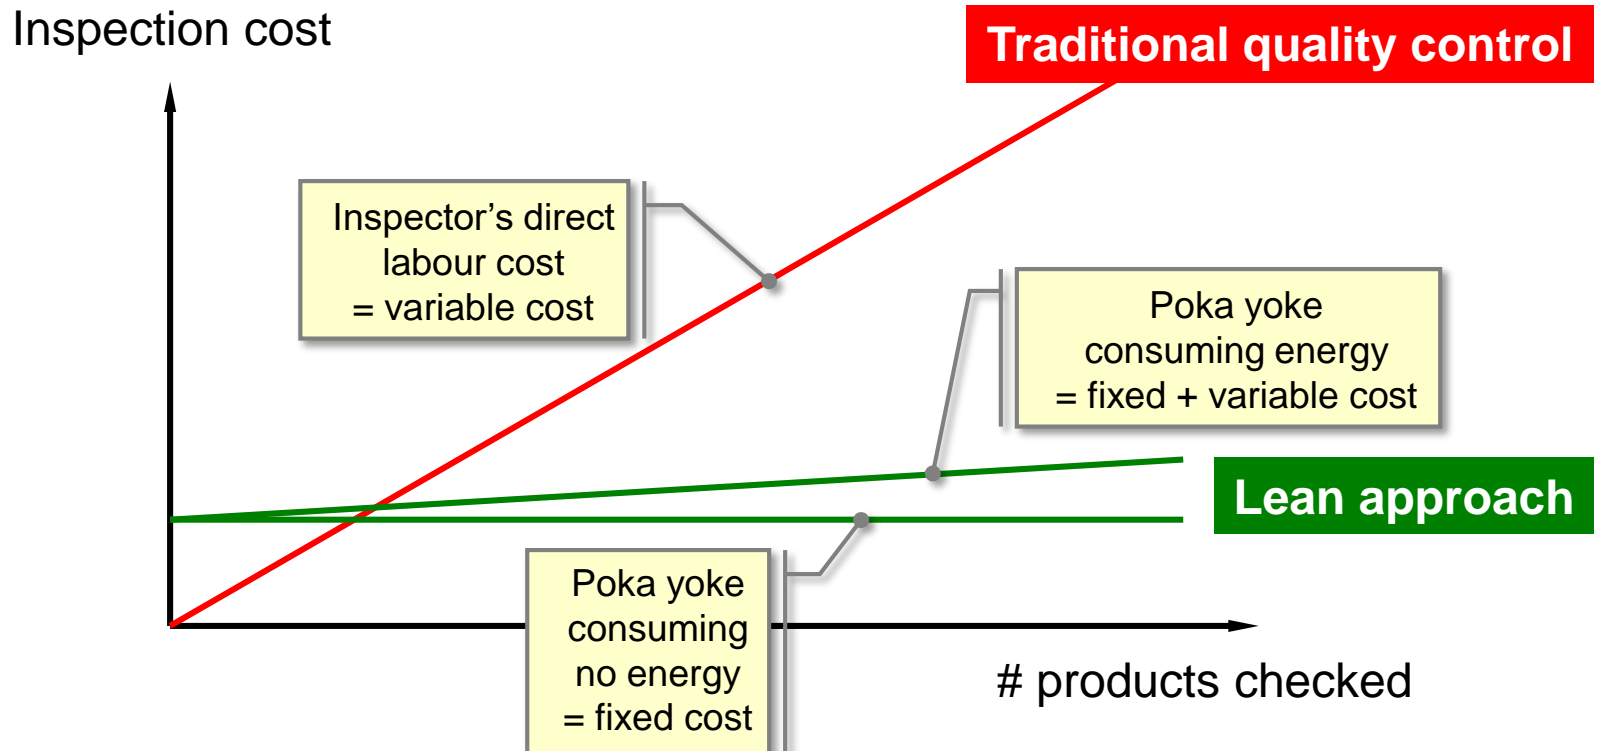 Inspection cost
Traditional quality control
Inspector’s direct
labour cost
= variable cost
Poka yoke
consuming energy
= fixed + variable cost
Lean approach
Poka yoke
consuming
no energy
= fixed cost
# products checked